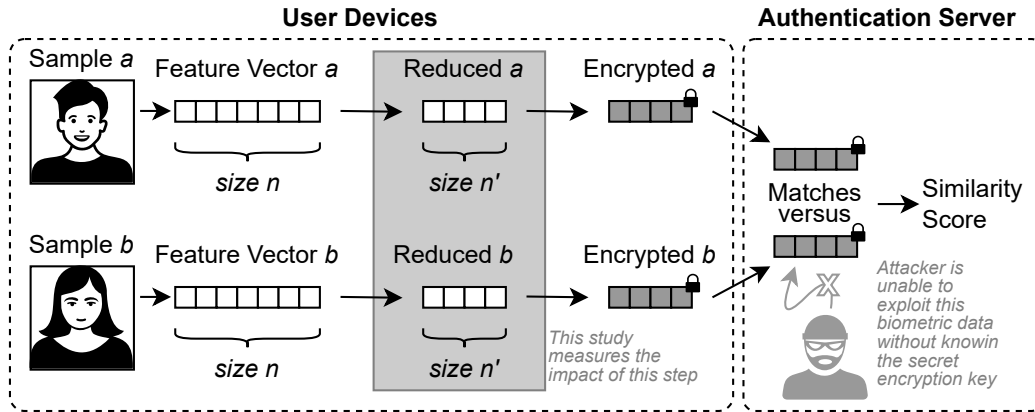 User Devices
Authentication Server
Sample a
Feature Vector a
Reduced a
Encrypted a
size n
size n'
Sample b
Feature Vector b
Reduced b
Encrypted b
size n
size n'
This study
measures the
impact of this step
Matches
versus
Similarity
Score
X
Attacker is
unable to
exploit this
biometric data
without knowin
the secret
encryption key